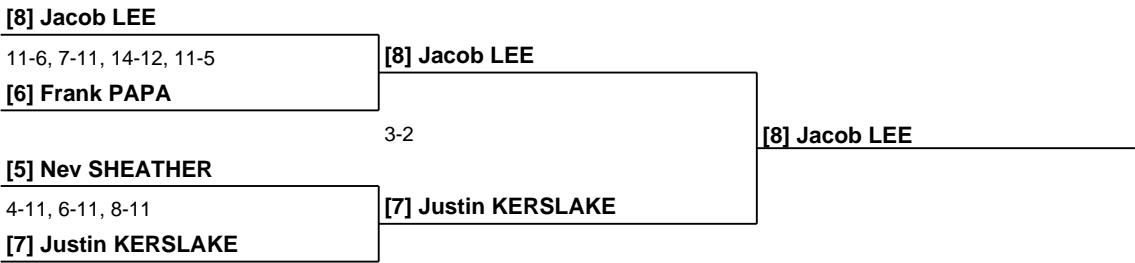 [8] Jacob LEE
11-6, 7-11, 14-12, 11-5
[8] Jacob LEE
[6] Frank PAPA
3-2
[8] Jacob LEE
[5] Nev SHEATHER
4-11, 6-11, 8-11
[7] Justin KERSLAKE
[7] Justin KERSLAKE